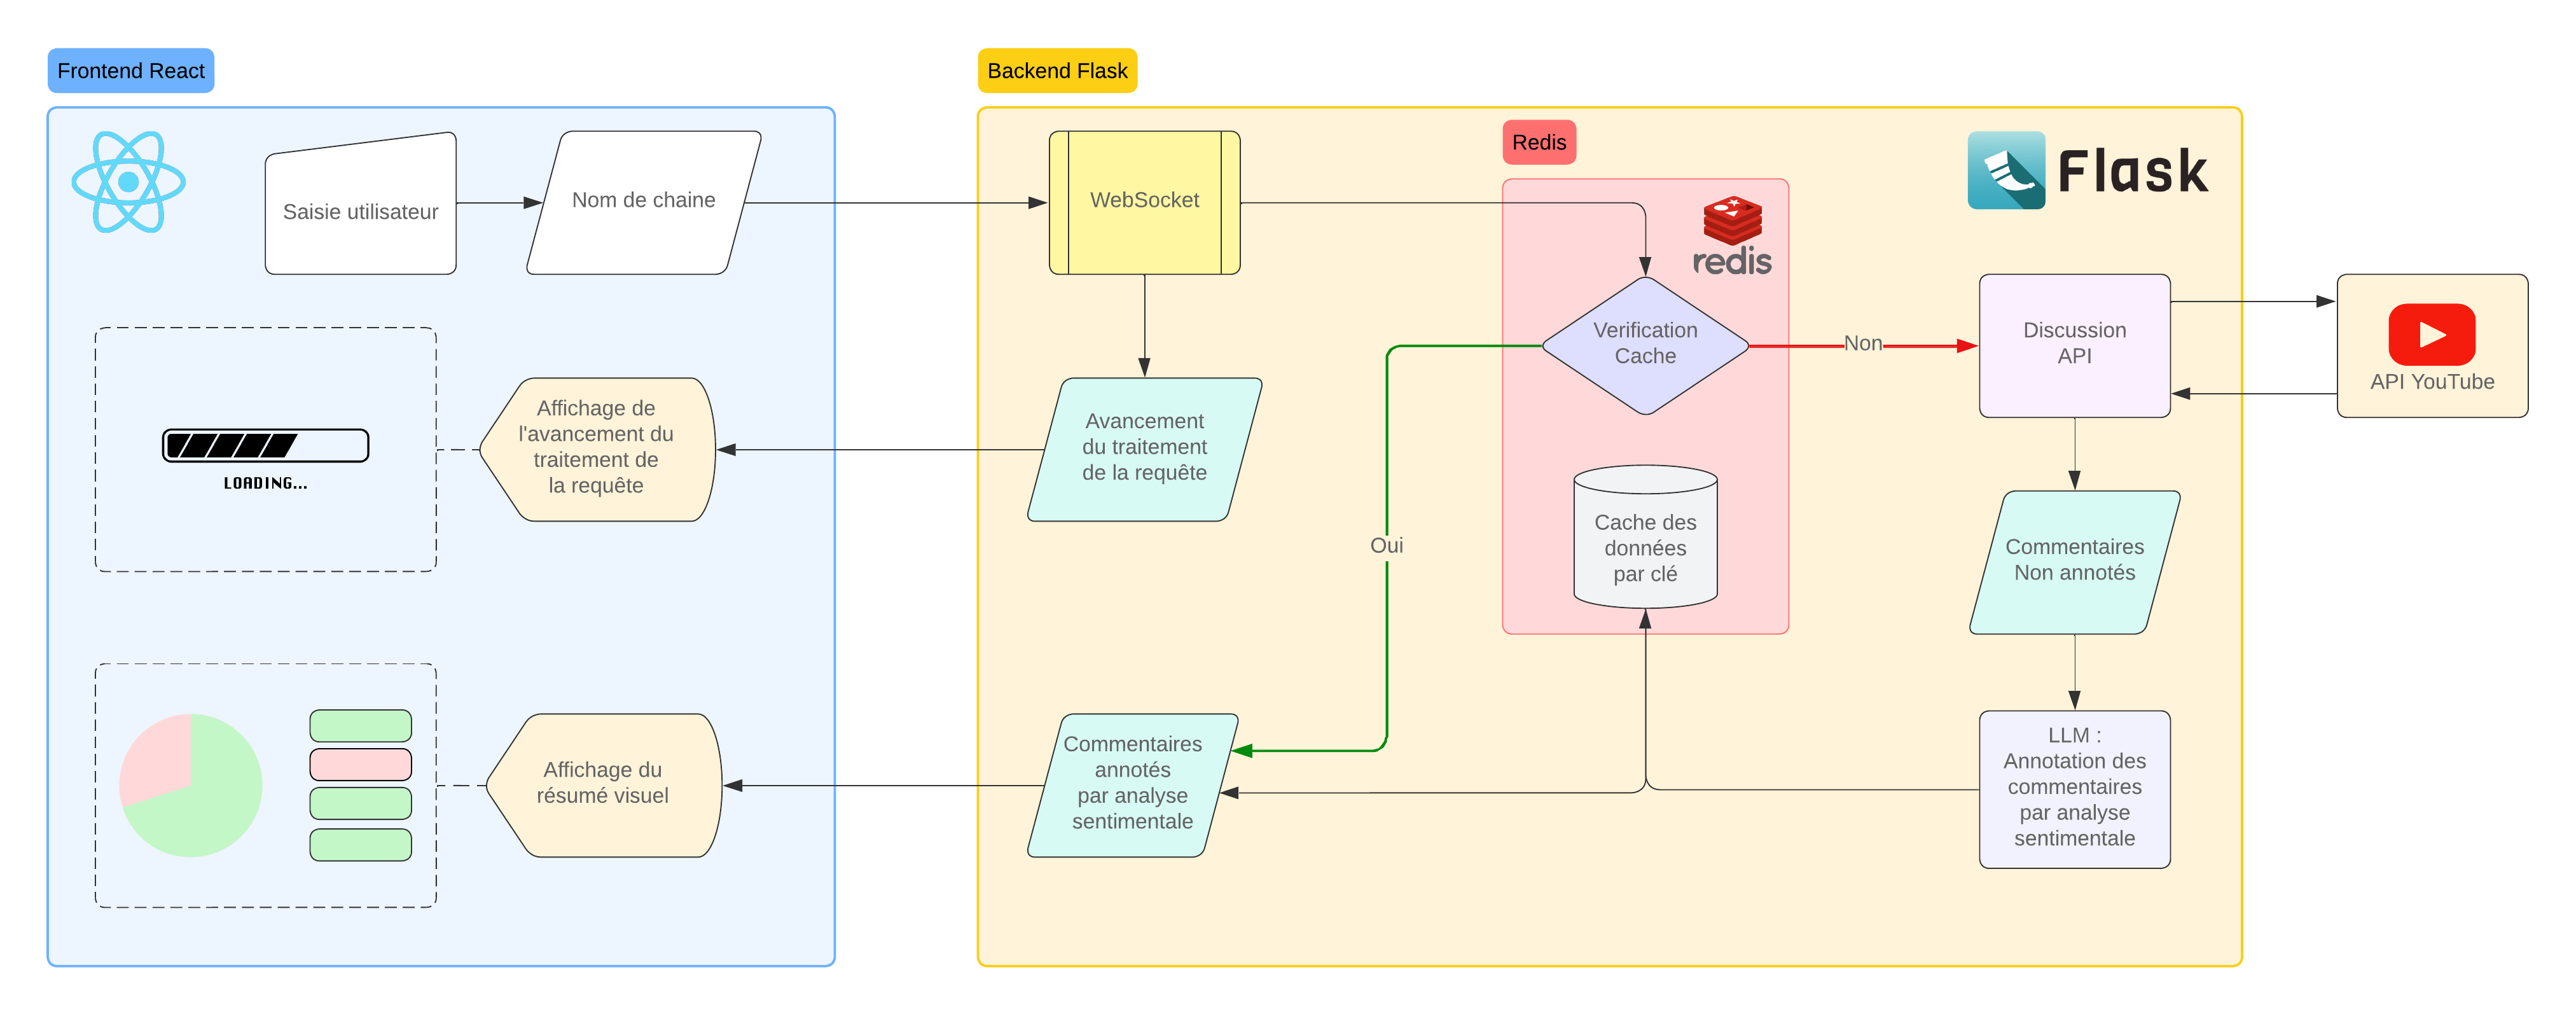 Frontend React
Backend Flask
Saisie utilisateur
Nom de chaine
WebSocket
Redis
redis
Flask
Verification
Cache
Non
Discussion
API
API YouTube
Affichage de
l'avancement du
traitement de
la requête
LOADING...
Avancement
du traitement
de la requête
Oui
Cache des
données
par clé
Commentaires
Non annotés
Affichage du
résumé visuel
Commentaires
annotés
par analyse
sentimentale
LLM :
Annotation des
commentaires
par analyse
sentimentale